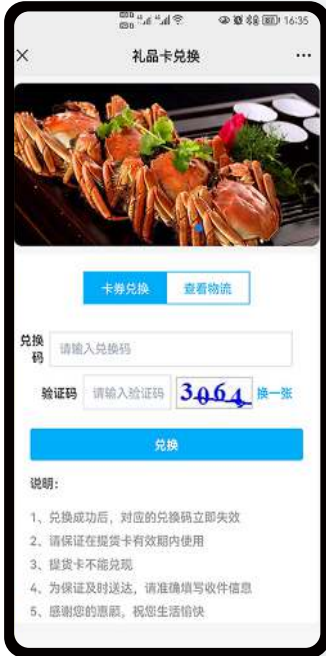 16:35
礼品卡兑换
卡券兑换 查看物流
兑换码 请输入兑换码
验证码 请输入验证码 3064 换一张
兑换
说明：
1、兑换成功后，对应的兑换码立即失效
2、请保证在提货卡有效期内使用
3、提货卡不能兑现
4、为保证及时送达，请准确填写收件信息
5、感谢您的惠顾，祝您生活愉快